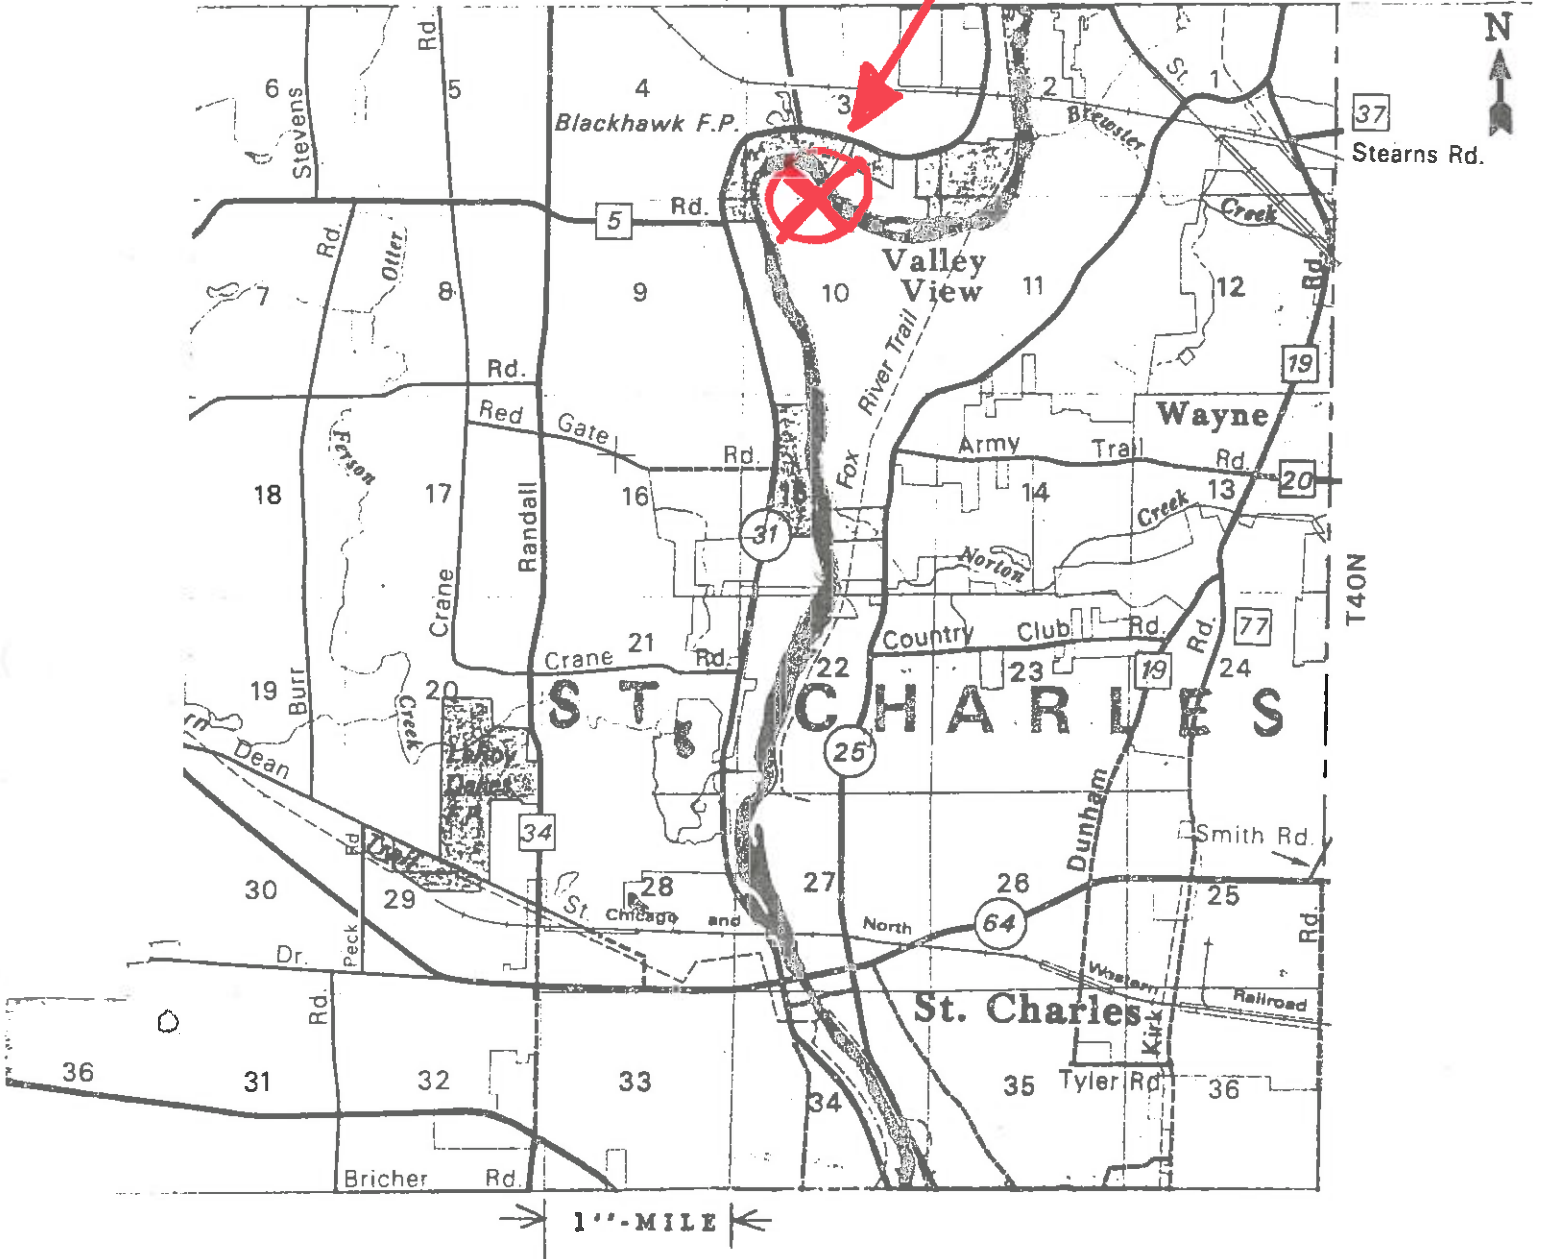 N
6
5
4
3
2
1
Rd.
Stevens
St.
Blackhawk F.P.
Brewster
37
Stearns Rd.
5
Rd.
Creek
Rd.
Otter
Valley
View
Rd.
7
8
9
10
11
12
River Trail
Fox
19
Rd.
Red Gate Rd.
Wayne
Army Trail Rd.
20
Ferson
Creek
18
17
16
15
14
13
Randall
31
Creek
Norton
T40N
Crane
Country Club Rd.
77
Rd.
21
Crane Rd.
22
23
19
24
19
Burr
20
ST. CHARLES
25
Dean
LeRoy
Oakes
F.P.
34
Dunham
Smith Rd.
Rd
Trail
30
29
28
27
26
25
St.
Chicago and North Western Railroad
64
Rd.
Peck
Dr.
St. Charles
Kirk
Rd.
36
31
32
33
34
35
36
Tyler Rd
Bricher Rd.
1"-MILE